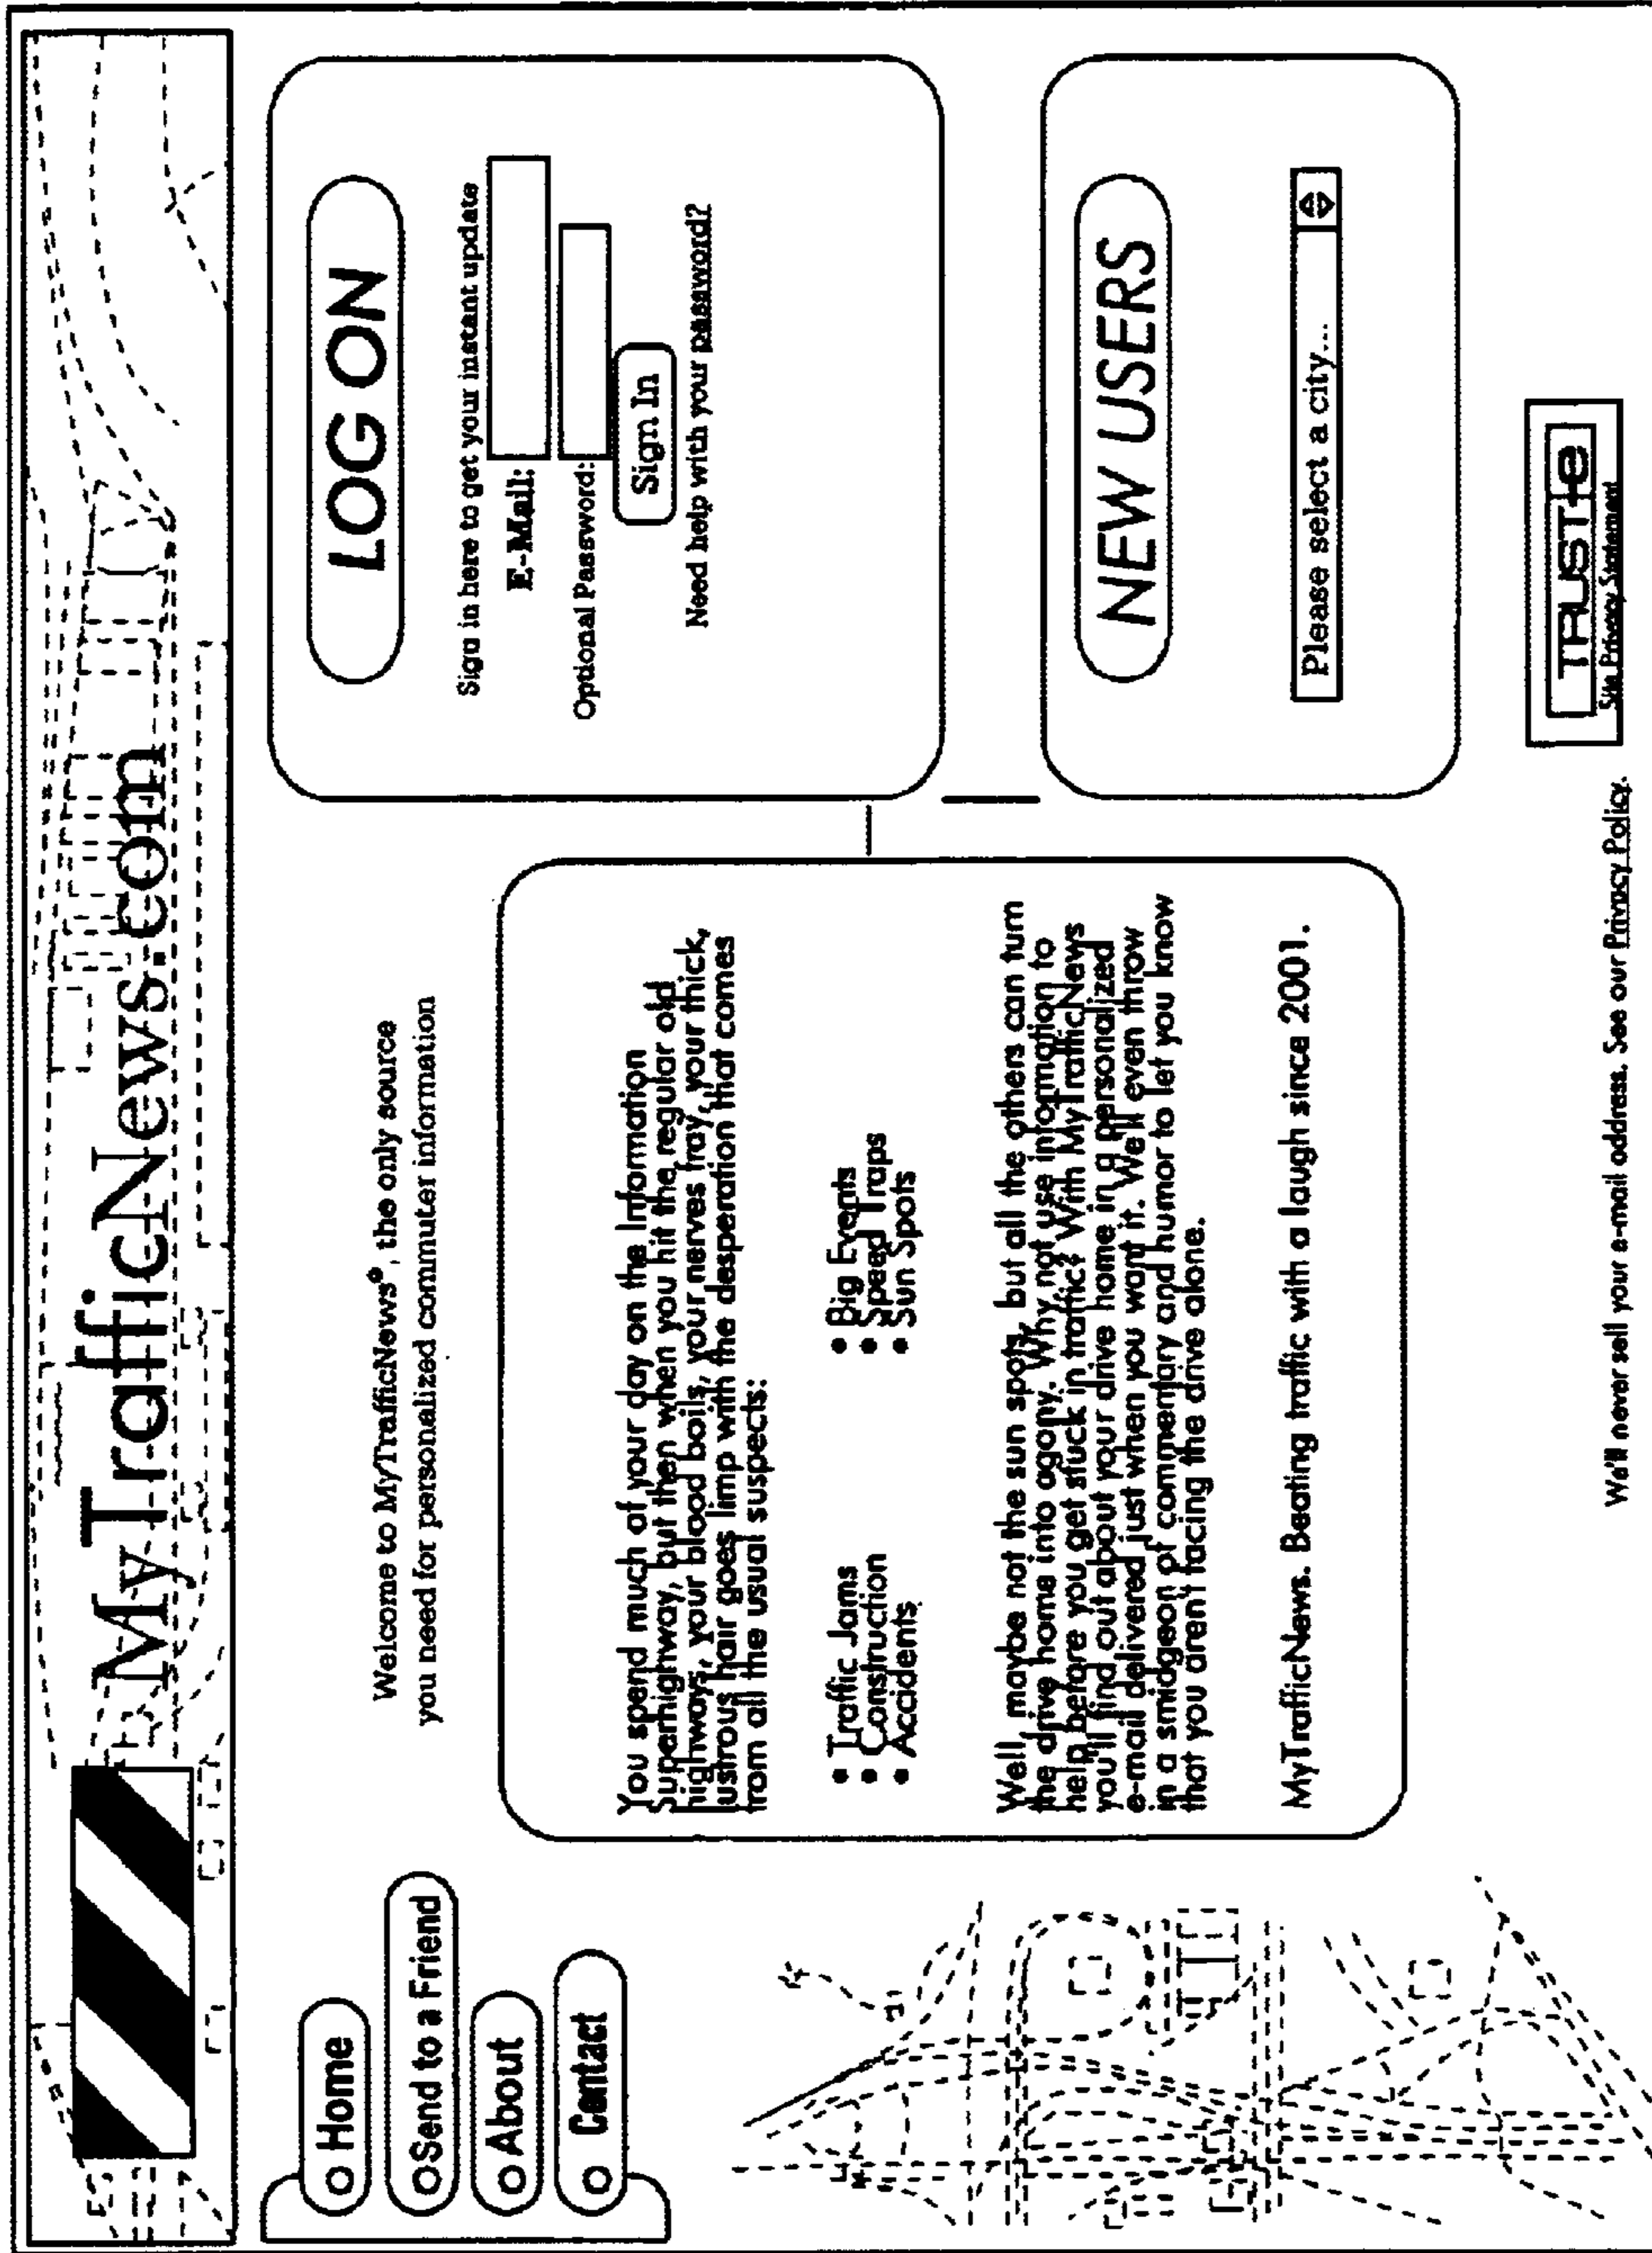 MyTrafficNews.com
Home
Send to a Friend
About
Contact
Welcome to MyTrafficNews®, the only source
you need for personalized commuter information
You spend much of your day on the Information
Superhighway, but then when you hit the regular old
highways, your blood boils, your nerves fray, your thick,
lustrous hair goes limp with the desperation that comes
from all the usual suspects:
• Traffic Jams
• Construction
• Accidents
• Big Events
• Speed Traps
• Sun Spots
Well, maybe not the sun spots, but all the others can turn
the drive home into agony. Why not use information to
help before you get stuck in traffic? With MyTrafficNews
you'll find out about your drive home in a personalized
e-mail delivered just when you want it. We'll even throw
in a smidgeon of commentary and humor to let you know
that you aren't facing the drive alone.
MyTrafficNews. Beating traffic with a laugh since 2001.
LOG ON
Sign in here to get your instant update
E-Mail:
Optional Password:
Sign In
Need help with your password?
NEW USERS
Please select a city...
We'll never sell your e-mail address. See our Privacy Policy.
TRUSTe
Site Privacy Statement